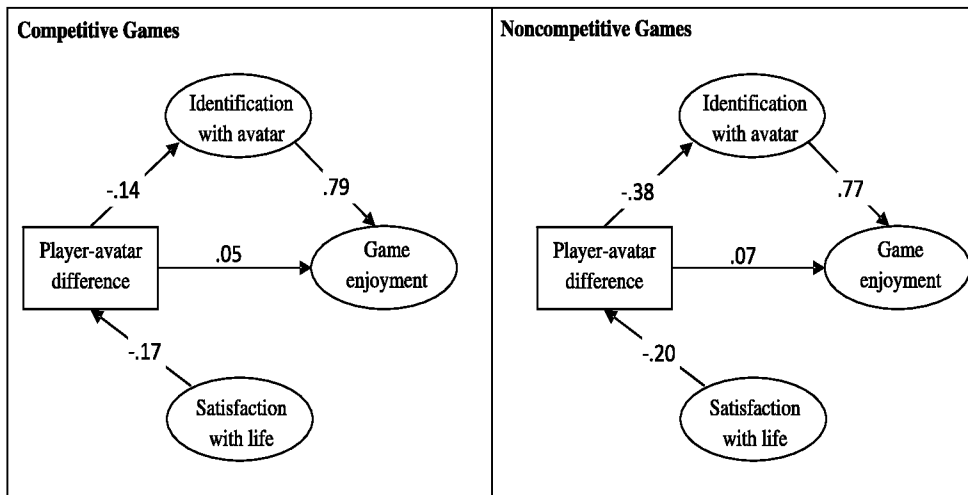 Competitive Games
Identification
with avatar
-.14
.79
Player-avatar
difference
.05
Game
enjoyment
-.17
Satisfaction
with life
Noncompetitive Games
Identification
with avatar
-.38
.77
Player-avatar
difference
.07
Game
enjoyment
-.20
Satisfaction
with life